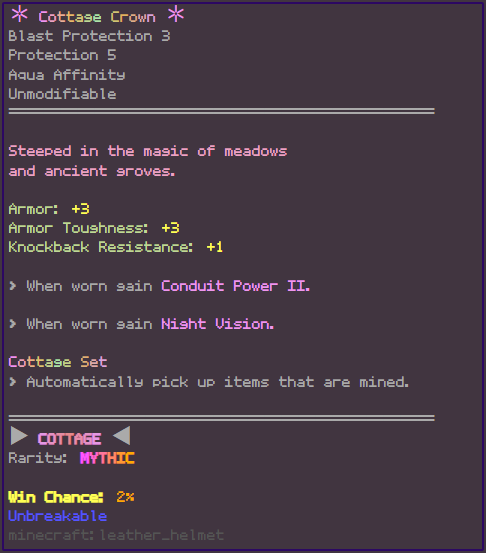 * Cottage Crown *
Blast Protection 3
Protection 5
Aqua Affinity
Unmodifiable
Steeped in the magic of meadows
and ancient groves.
Armor: +3
Armor Toughness: +3
Knockback Resistance: +1
> When worn gain Conduit Power II.
> When worn gain Night Vision.
Cottage Set
> Automatically pick up items that are mined.
▶ COTTAGE ◀
Rarity: MYTHIC
Win Chance: 2%
Unbreakable
minecraft:leather_helmet